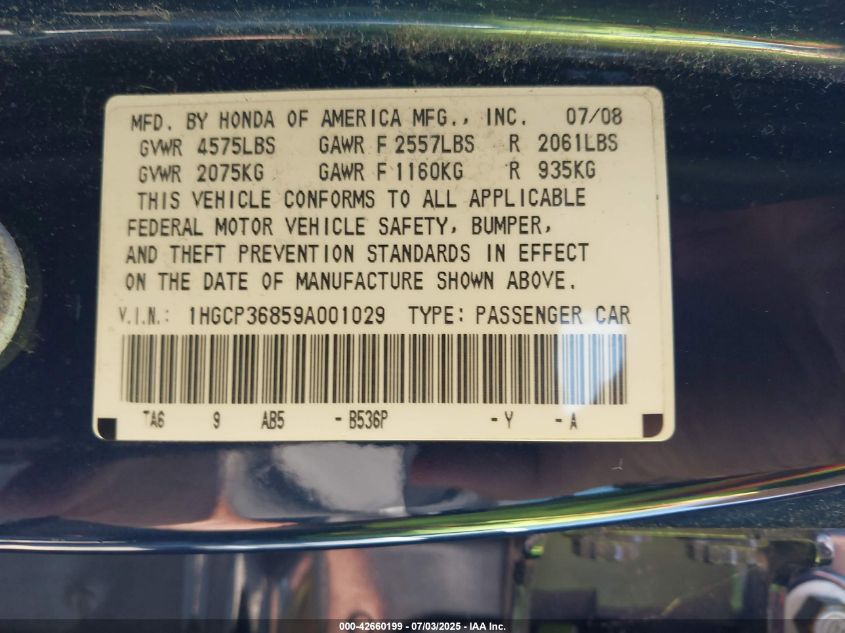 MFD. BY HONDA OF AMERICA MFG., INC. 07/08
GVWR 4575LBS GAWR F 2557LBS R 2061LBS
GVWR 2075KG GAWR F 1160KG R 935KG
THIS VEHICLE CONFORMS TO ALL APPLICABLE
FEDERAL MOTOR VEHICLE SAFETY, BUMPER,
AND THEFT PREVENTION STANDARDS IN EFFECT
ON THE DATE OF MANUFACTURE SHOWN ABOVE.
V.I.N.: 1HGCP36859A001029 TYPE: PASSENGER CAR
TA6 9 AB5 - B536P - Y - A
000-42660199 - 07/03/2025 - IAA Inc.